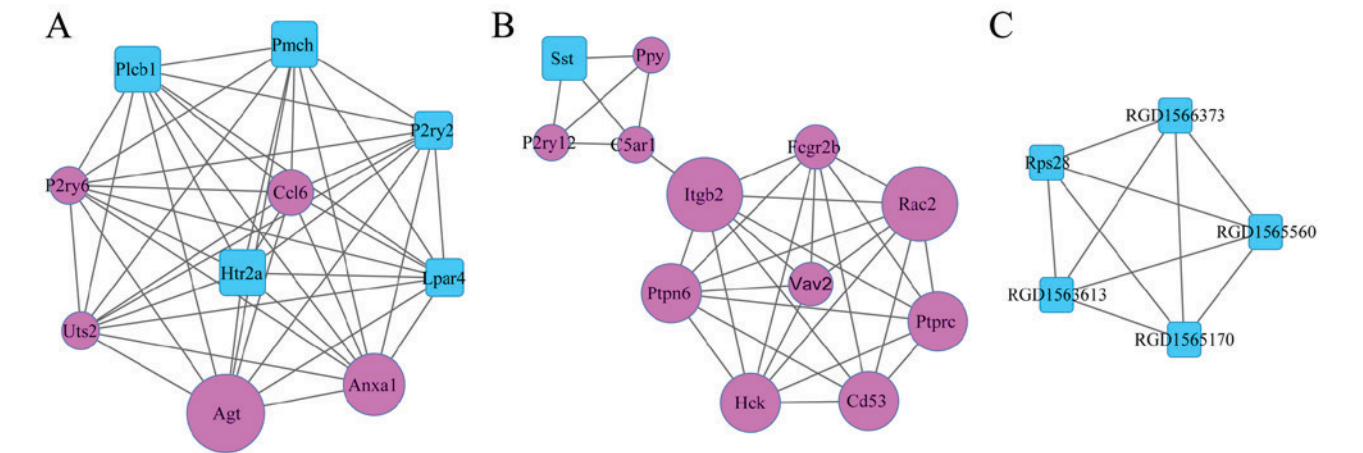 A
B
C
Pmch
Plcb1
P2ry2
P2ry6
Ccl6
Htr2a
Lpar4
Uts2
Anxa1
Agt
Sst
Ppy
P2ry12
C5ar1
Fcgr2b
Itgb2
Rac2
Ptpn6
Vav2
Ptprc
Hck
Cd53
RGD1566373
Rps28
RGD1565560
RGD1563613
RGD1565170